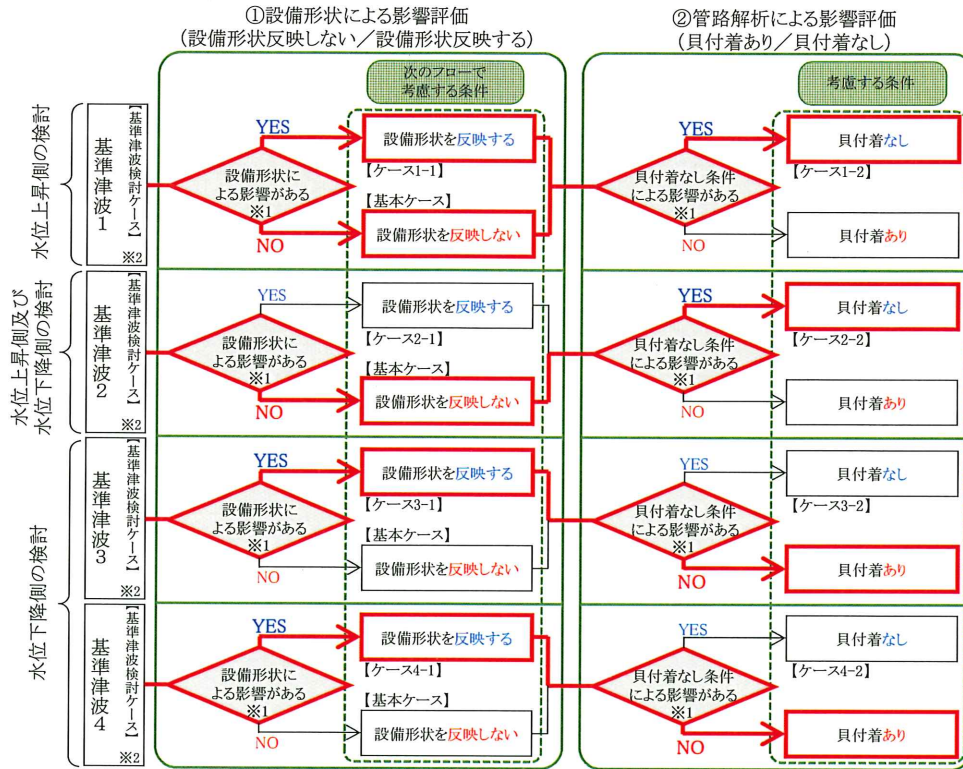 ①設備形状による影響評価
(設備形状反映しない/設備形状反映する)
②管路解析による影響評価
(貝付着あり/貝付着なし)
次のフローで
考慮する条件
考慮する条件
水位上昇側の検討
基準津波1
【基準津波検討ケース】
※2
設備形状に
よる影響がある
※1
YES
設備形状を反映する
【ケース1-1】
【基本ケース】
NO
設備形状を反映しない
貝付着なし条件
による影響がある
※1
YES
貝付着なし
【ケース1-2】
NO
貝付着あり
水位上昇側及び
水位下降側の検討
基準津波2
【基準津波検討ケース】
※2
設備形状に
よる影響がある
※1
YES
設備形状を反映する
【ケース2-1】
【基本ケース】
NO
設備形状を反映しない
貝付着なし条件
による影響がある
※1
YES
貝付着なし
【ケース2-2】
NO
貝付着あり
水位下降側の検討
基準津波3
【基準津波検討ケース】
※2
設備形状に
よる影響がある
※1
YES
設備形状を反映する
【ケース3-1】
【基本ケース】
NO
設備形状を反映しない
貝付着なし条件
による影響がある
※1
YES
貝付着なし
【ケース3-2】
NO
貝付着あり
基準津波4
【基準津波検討ケース】
※2
設備形状に
よる影響がある
※1
YES
設備形状を反映する
【ケース4-1】
【基本ケース】
NO
設備形状を反映しない
貝付着なし条件
による影響がある
※1
YES
貝付着なし
【ケース4-2】
NO
貝付着あり